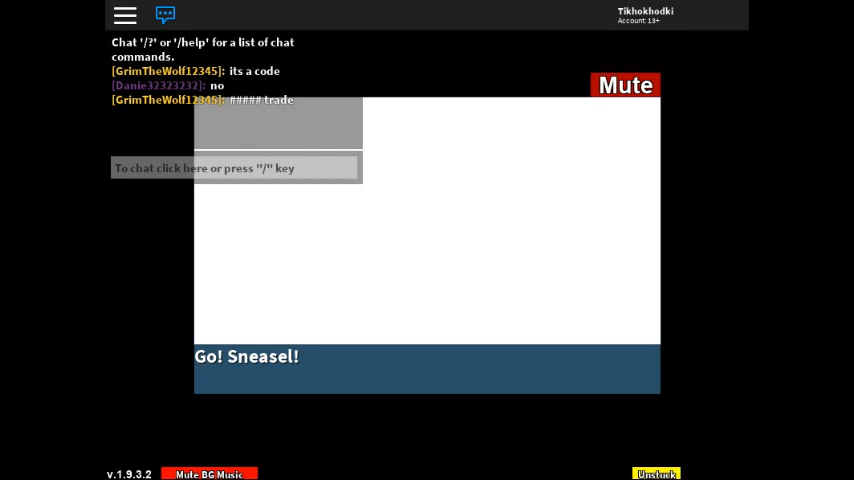 Tikhokhodki
Account: 13+
Chat '/?' or '/help' for a list of chat
commands.
[GrimTheWolf12345]: its a code
[Danie32323232]: no
[GrimTheWolf12345]: ##### trade
Mute
To chat click here or press "/" key
Go! Sneasel!
v.1.9.3.2
Mute BG Music
Unstuck